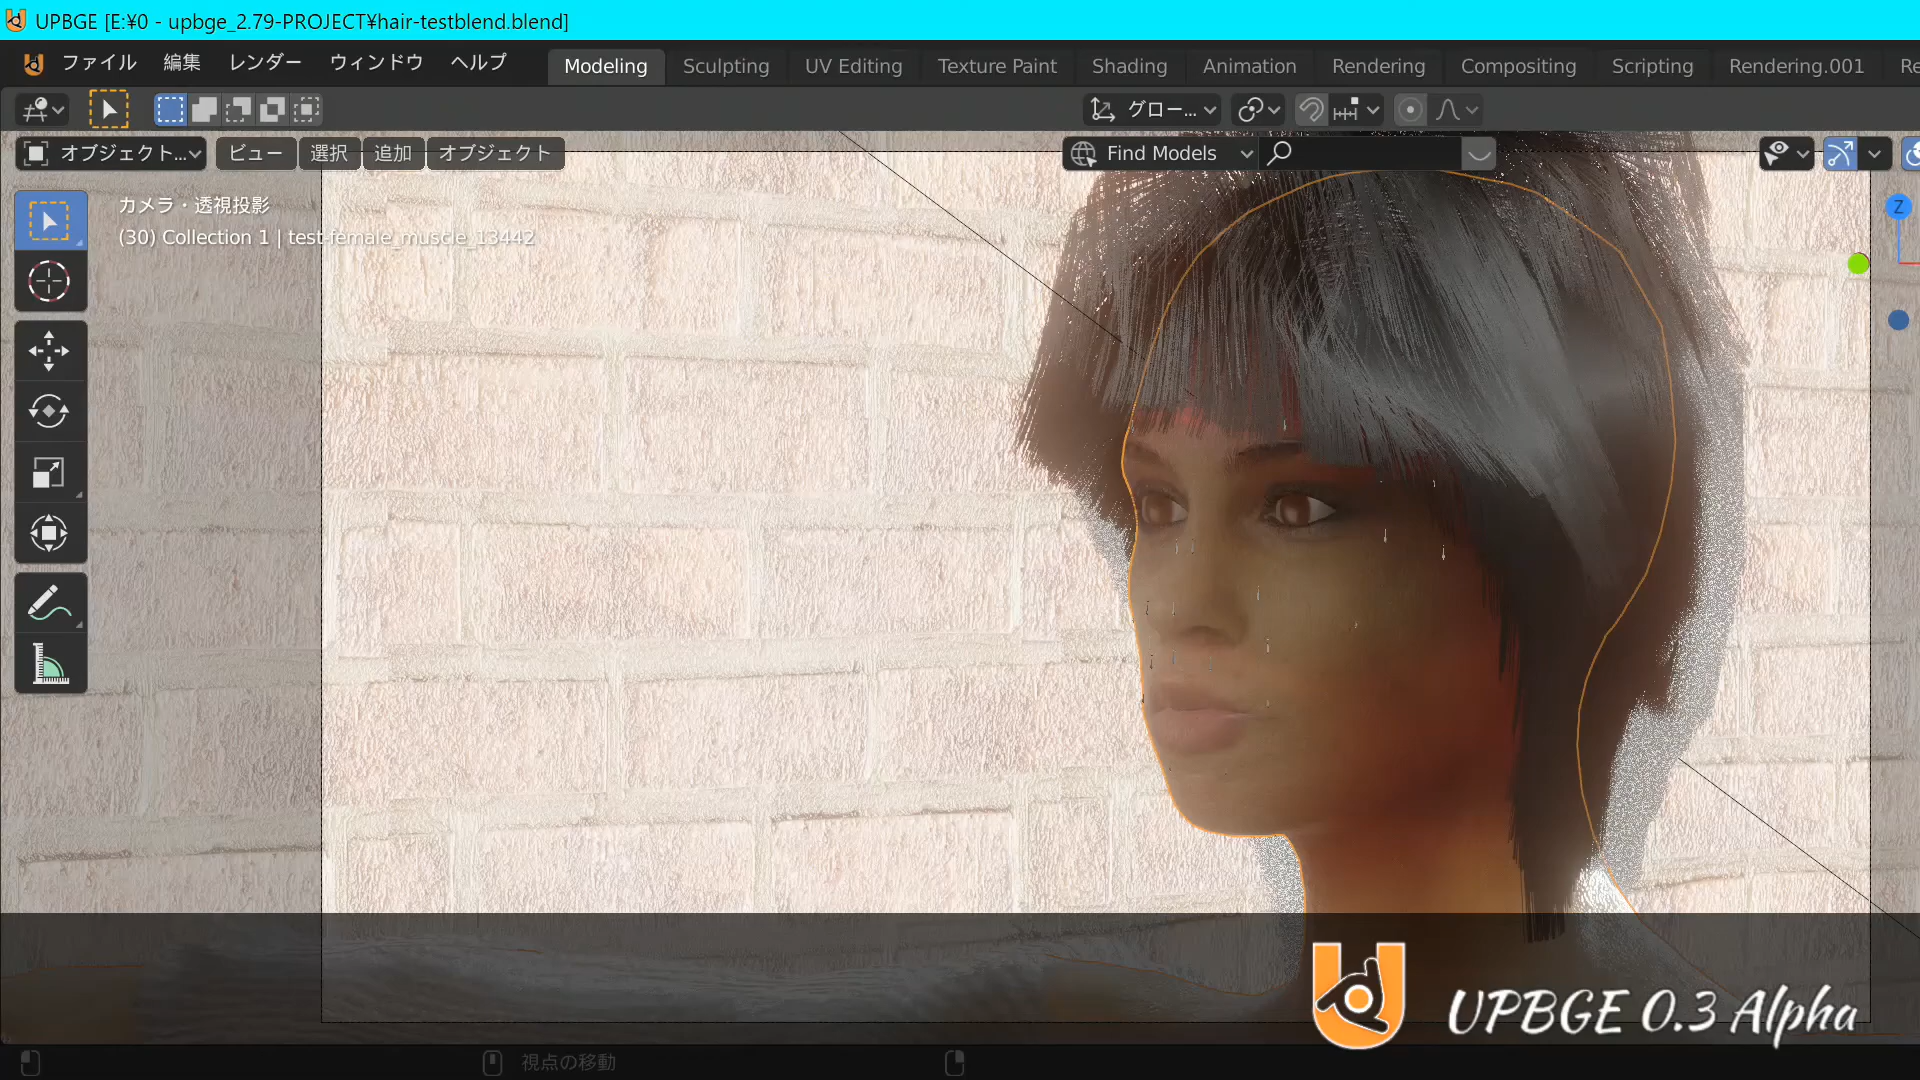 UPBGE [E:¥0 - upbge_2.79-PROJECT¥hair-testblend.blend]
ファイル 編集 レンダー ウィンドウ ヘルプ Modeling Sculpting UV Editing Texture Paint Shading Animation Rendering Compositing Scripting Rendering.001 Re
グロー...
オブジェクト... ビュー 選択 追加 オブジェクト Find Models
カメラ・透視投影
(30) Collection 1 | test-female_muscle_13442
Z
UPBGE 0.3 Alpha
視点の移動